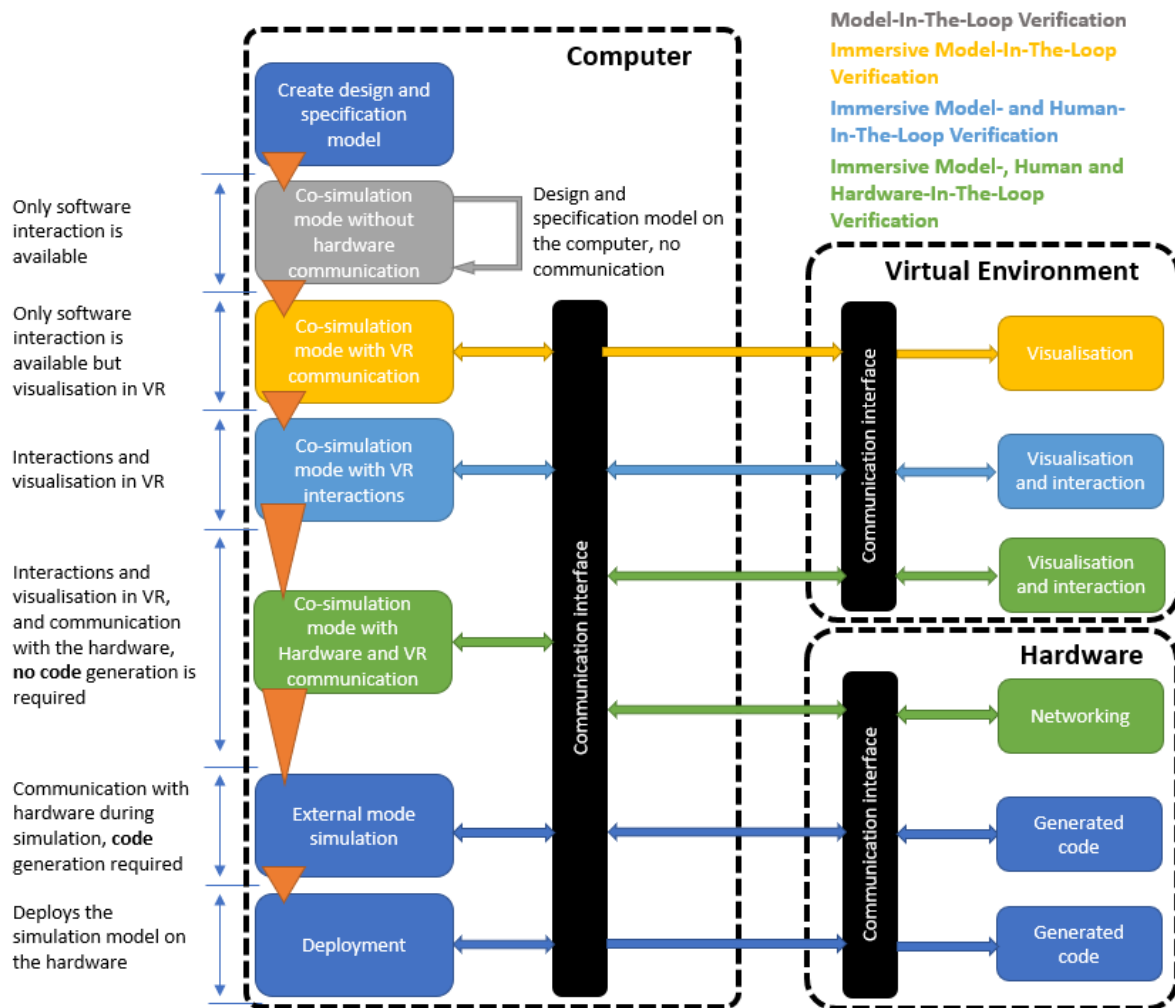 Model-In-The-Loop Verification
Immersive Model-In-The-Loop
Verification
Immersive Model- and Human-
In-The-Loop Verification
Immersive Model-, Human and
Hardware-In-The-Loop
Verification
Computer
Create design and
specification
model
Only software
interaction is
available
Co-simulation
mode without
hardware
communication
Design and
specification model on
the computer, no
communication
Only software
interaction is
available but
visualisation in VR
Co-simulation
mode with VR
communication
Interactions and
visualisation in VR
Co-simulation
mode with VR
interactions
Interactions and
visualisation in VR,
and communication
with the hardware,
no code generation is
required
Co-simulation
mode with
Hardware and VR
communication
Communication with
hardware during
simulation, code
generation required
External mode
simulation
Deploys the
simulation model on
the hardware
Deployment
Communication interface
Virtual Environment
Communication interface
Visualisation
Visualisation
and interaction
Visualisation
and interaction
Hardware
Communication interface
Networking
Generated
code
Generated
code